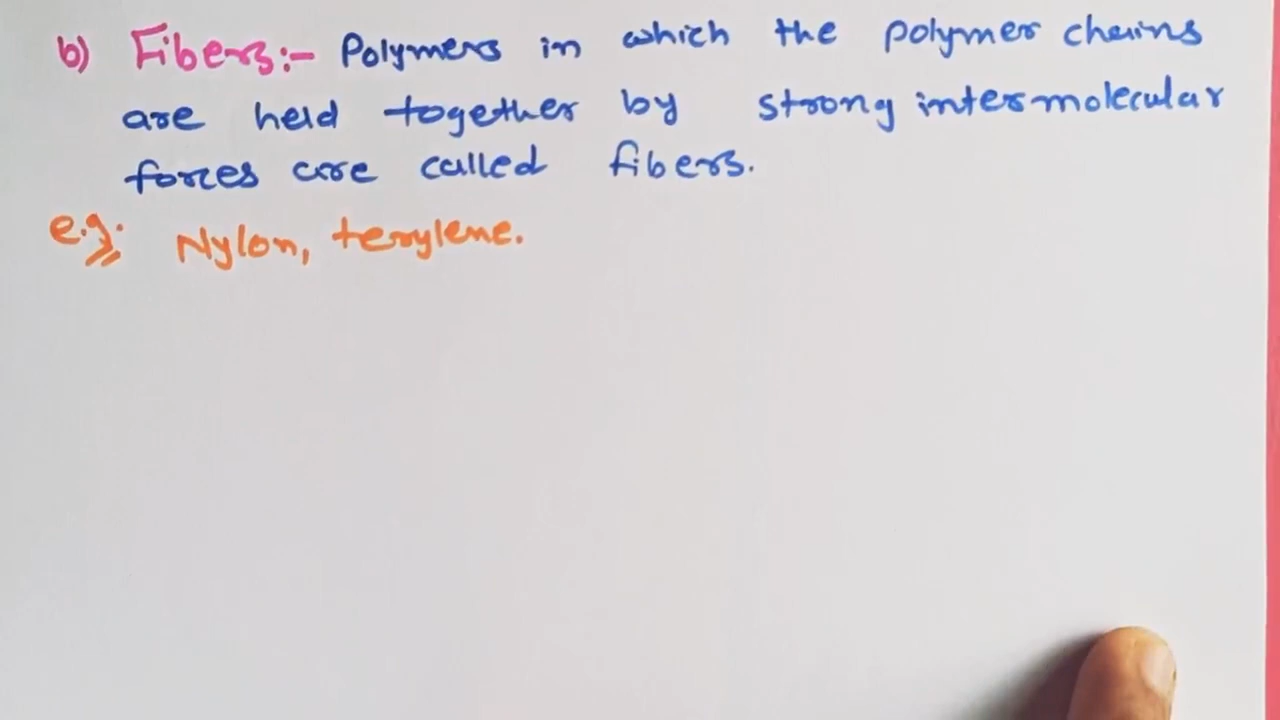 b) Fibers:- Polymers in which the polymer chains
are held together by strong intermolecular
forces are called fibers.
e.g. Nylon, terylene.